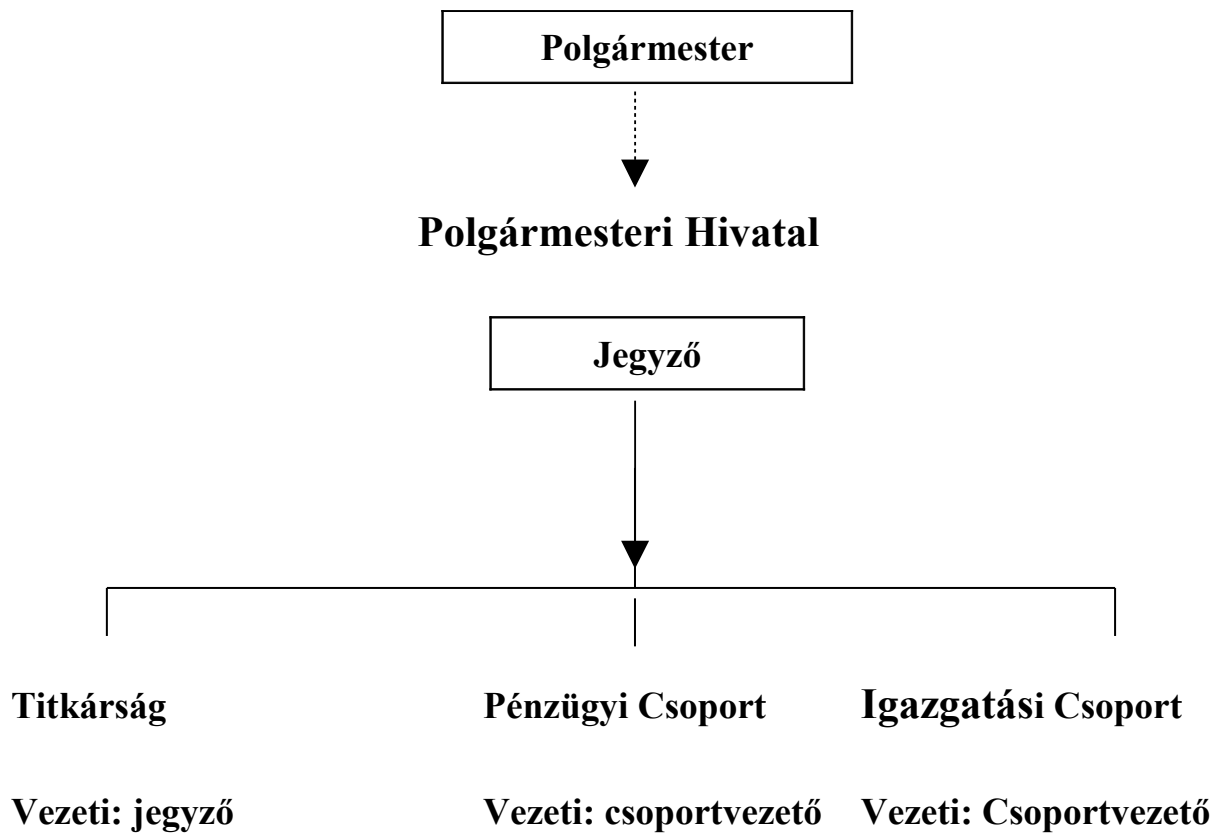 Polgármester
Polgármesteri Hivatal
Jegyző
Titkárság
Pénzügyi Csoport
Igazgatási Csoport
Vezeti: jegyző
Vezeti: csoportvezető
Vezeti: Csoportvezető